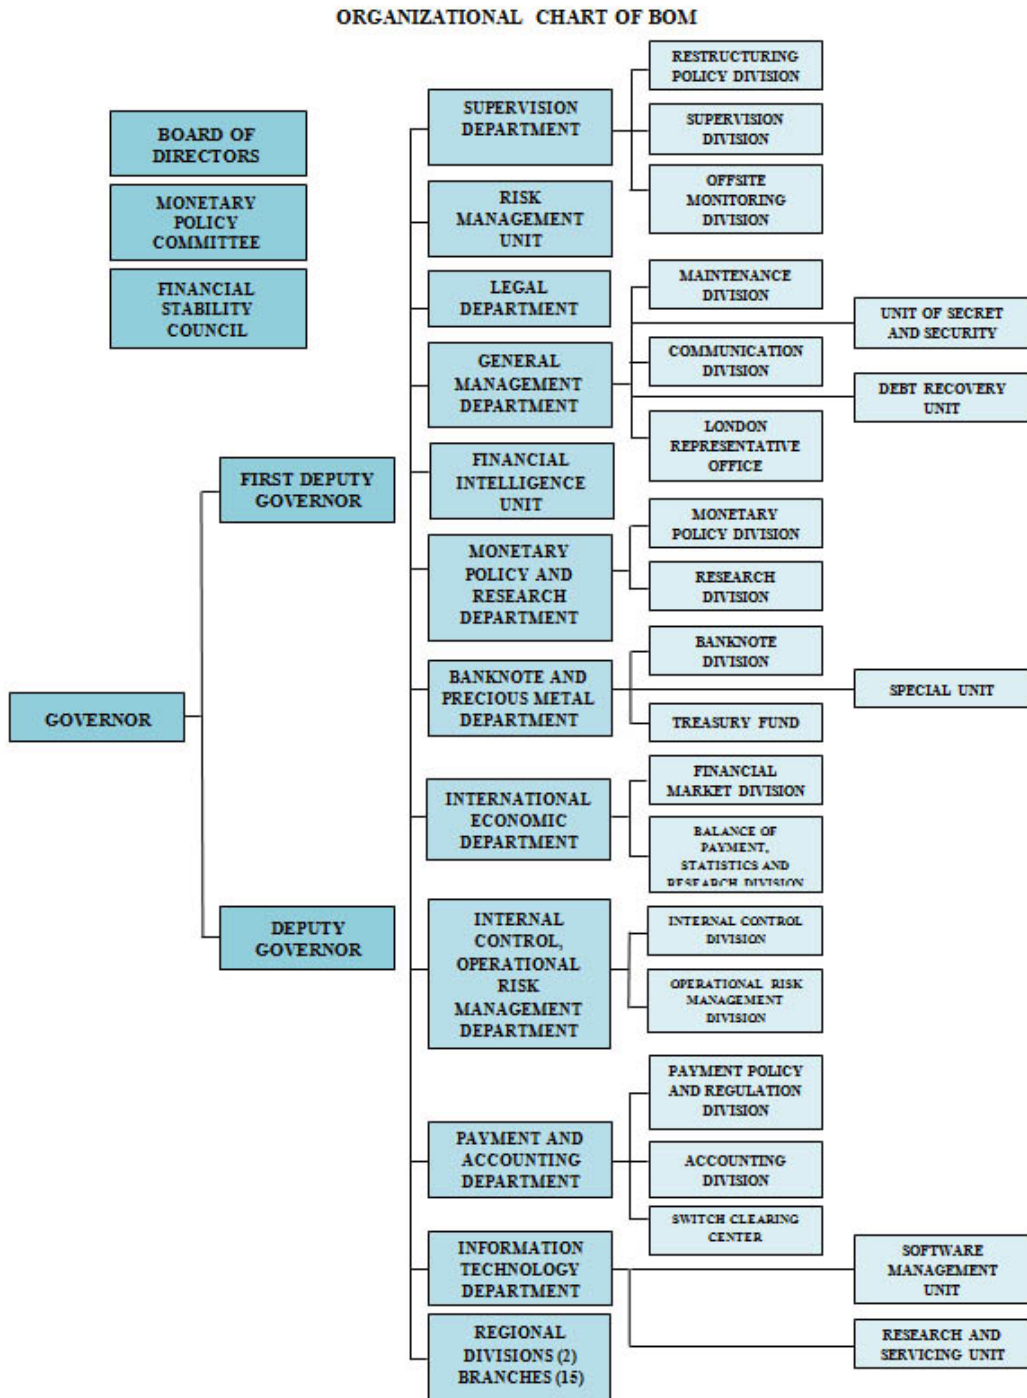 ORGANIZATIONAL CHART OF BOM
BOARD OF
DIRECTORS
MONETARY
POLICY
COMMITTEE
FINANCIAL
STABILITY
COUNCIL
GOVERNOR
FIRST DEPUTY
GOVERNOR
DEPUTY
GOVERNOR
SUPERVISION
DEPARTMENT
RESTRUCTURING
POLICY DIVISION
SUPERVISION
DIVISION
OFFSITE
MONITORING
DIVISION
RISK
MANAGEMENT
UNIT
LEGAL
DEPARTMENT
GENERAL
MANAGEMENT
DEPARTMENT
MAINTENANCE
DIVISION
UNIT OF SECRET
AND SECURITY
COMMUNICATION
DIVISION
DEBT RECOVERY
UNIT
LONDON
REPRESENTATIVE
OFFICE
FINANCIAL
INTELLIGENCE
UNIT
MONETARY
POLICY AND
RESEARCH
DEPARTMENT
MONETARY
POLICY DIVISION
RESEARCH
DIVISION
BANKNOTE AND
PRECIOUS METAL
DEPARTMENT
BANKNOTE
DIVISION
SPECIAL UNIT
TREASURY FUND
INTERNATIONAL
ECONOMIC
DEPARTMENT
FINANCIAL
MARKET DIVISION
BALANCE OF
PAYMENT,
STATISTICS AND
RESEARCH DIVISION
INTERNAL
CONTROL,
OPERATIONAL
RISK
MANAGEMENT
DEPARTMENT
INTERNAL CONTROL
DIVISION
OPERATIONAL RISK
MANAGEMENT
DIVISION
PAYMENT AND
ACCOUNTING
DEPARTMENT
PAYMENT POLICY
AND REGULATION
DIVISION
ACCOUNTING
DIVISION
SWITCH CLEARING
CENTER
INFORMATION
TECHNOLOGY
DEPARTMENT
SOFTWARE
MANAGEMENT
UNIT
RESEARCH AND
SERVICING UNIT
REGIONAL
DIVISIONS (2)
BRANCHES (15)